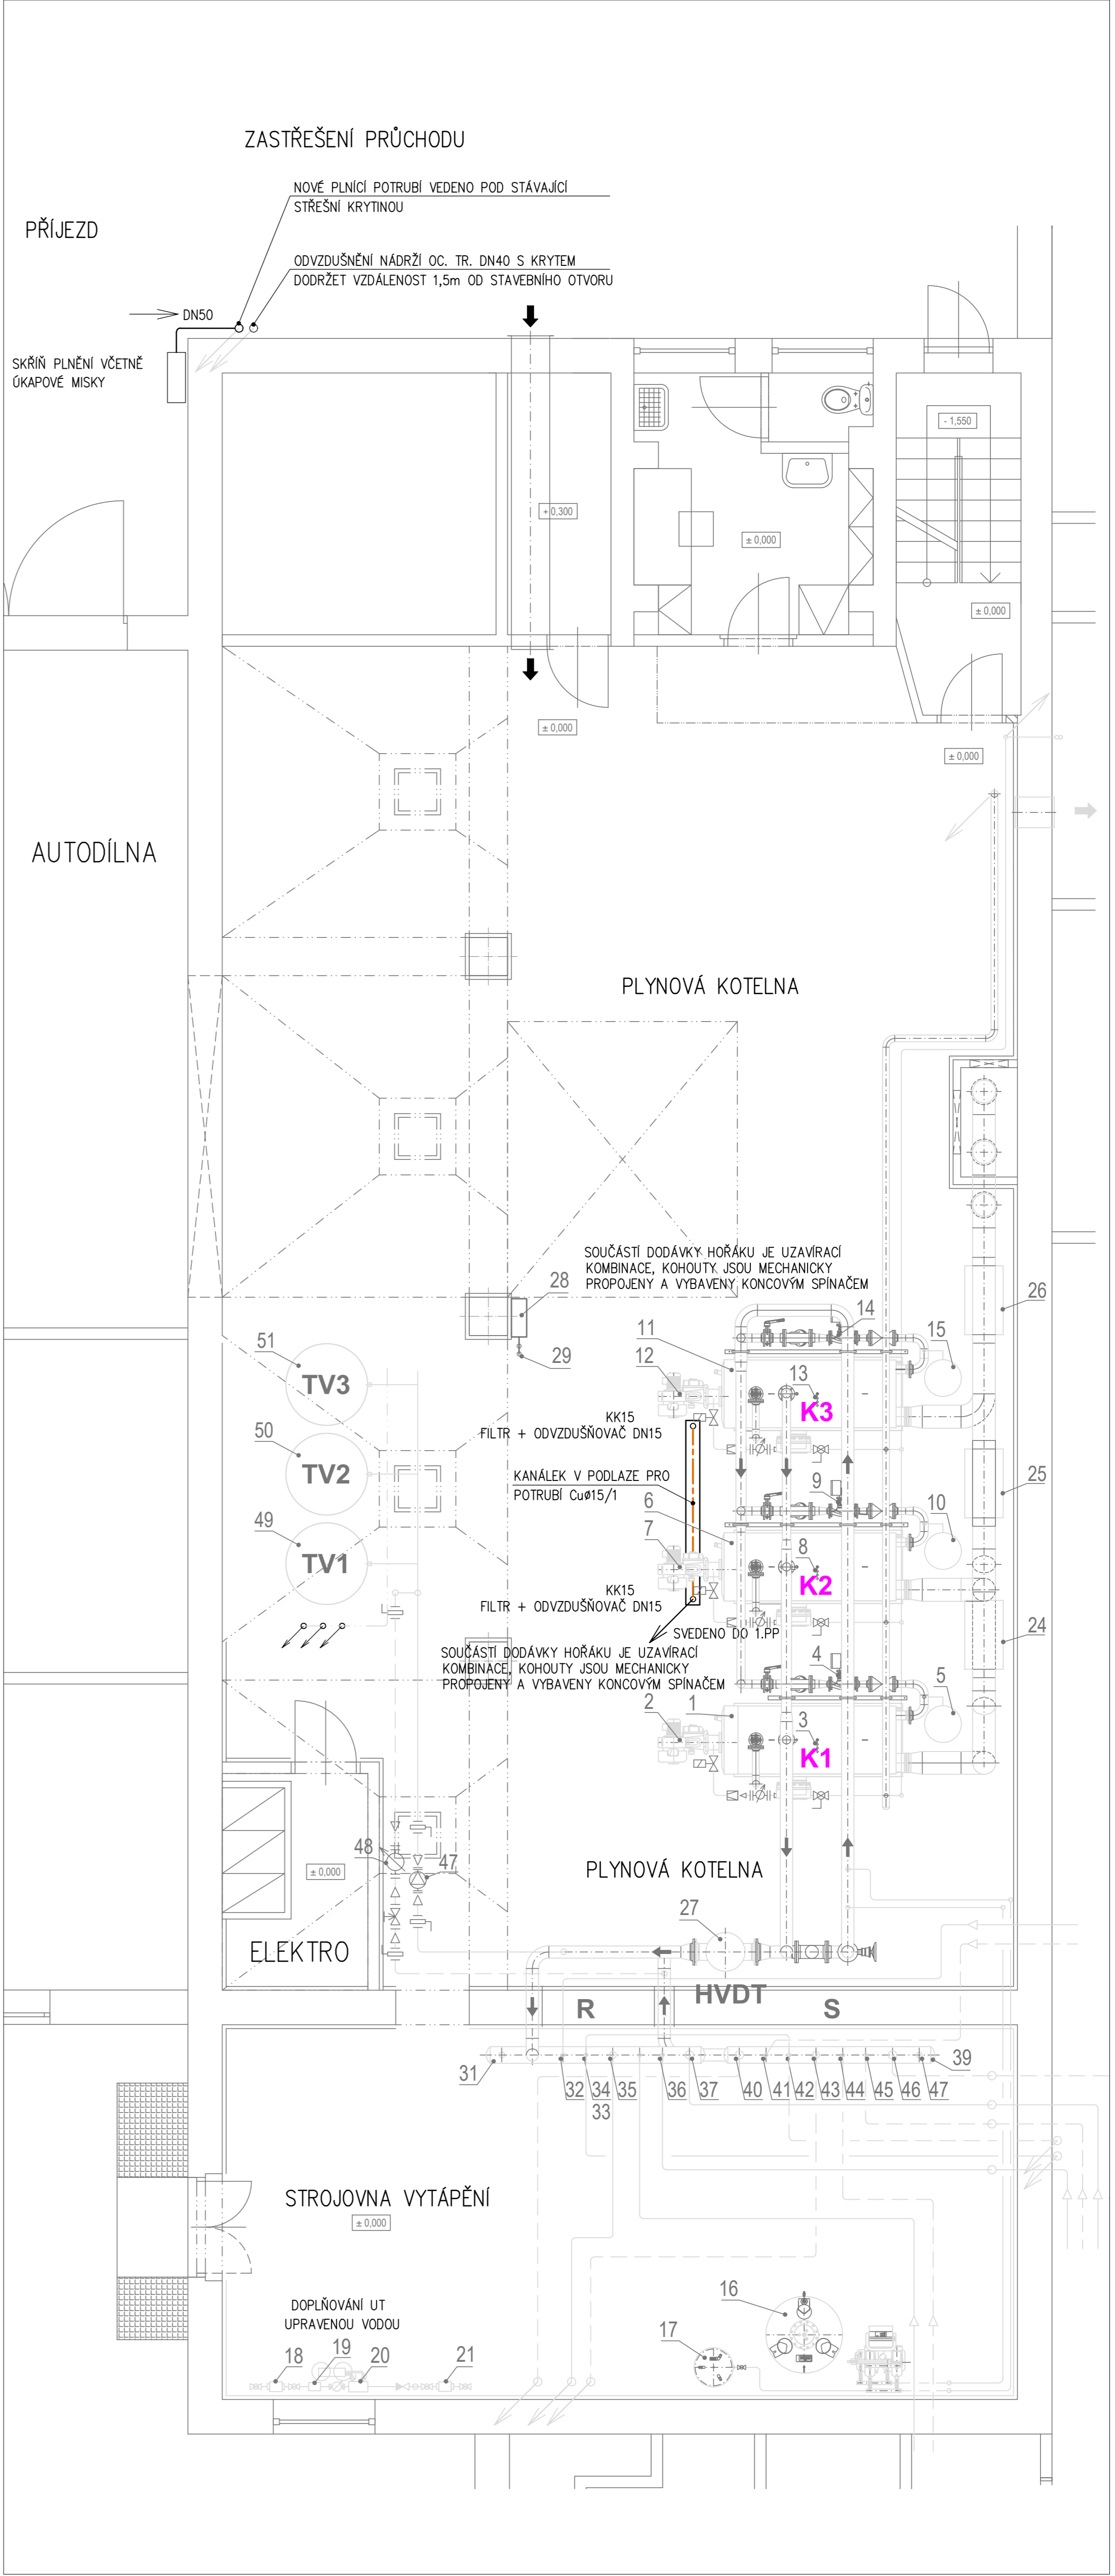 ZASTŘEŠENÍ PRŮCHODU
NOVÉ PLNÍCÍ POTRUBÍ VEDENO POD STÁVAJÍCÍ
STŘEŠNÍ KRYTINOU
PŘÍJEZD
ODVZDUŠNĚNÍ NÁDRŽÍ OC. TR. DN40 S KRYTEM
DODRŽET VZDÁLENOST 1,5m OD STAVEBNÍHO OTVORU
DN50
SKŘÍŇ PLNĚNÍ VČETNĚ
ÚKAPOVÉ MISKY
- 1,550
+ 0,300
± 0,000
± 0,000
± 0,000
± 0,000
AUTODÍLNA
PLYNOVÁ KOTELNA
SOUČÁSTÍ DODÁVKY HOŘÁKU JE UZAVÍRACÍ
KOMBINACE, KOHOUTY JSOU MECHANICKY
PROPOJENY A VYBAVENY KONCOVÝM SPÍNAČEM
28
26
14
11
15
51
29
12
13
TV3
K3
KK15
FILTR + ODVZDUŠŇOVAČ DN15
50
TV2
KANÁLEK V PODLAZE PRO
POTRUBÍ Cuø15/1
9
25
6
10
49
7
8
TV1
K2
KK15
FILTR + ODVZDUŠŇOVAČ DN15
SVEDENO DO 1.PP
24
SOUČÁSTÍ DODÁVKY HOŘÁKU JE UZAVÍRACÍ
KOMBINACE, KOHOUTY JSOU MECHANICKY
PROPOJENY A VYBAVENY KONCOVÝM SPÍNAČEM
4
5
1
2
3
K1
48
47
± 0,000
PLYNOVÁ KOTELNA
27
ELEKTRO
HVDT
R
S
31
39
32
34
35
36
37
40
41
42
43
44
45
46
47
33
STROJOVNA VYTÁPĚNÍ
± 0,000
16
17
DOPLŇOVÁNÍ UT
UPRAVENOU VODOU
18
19
20
21